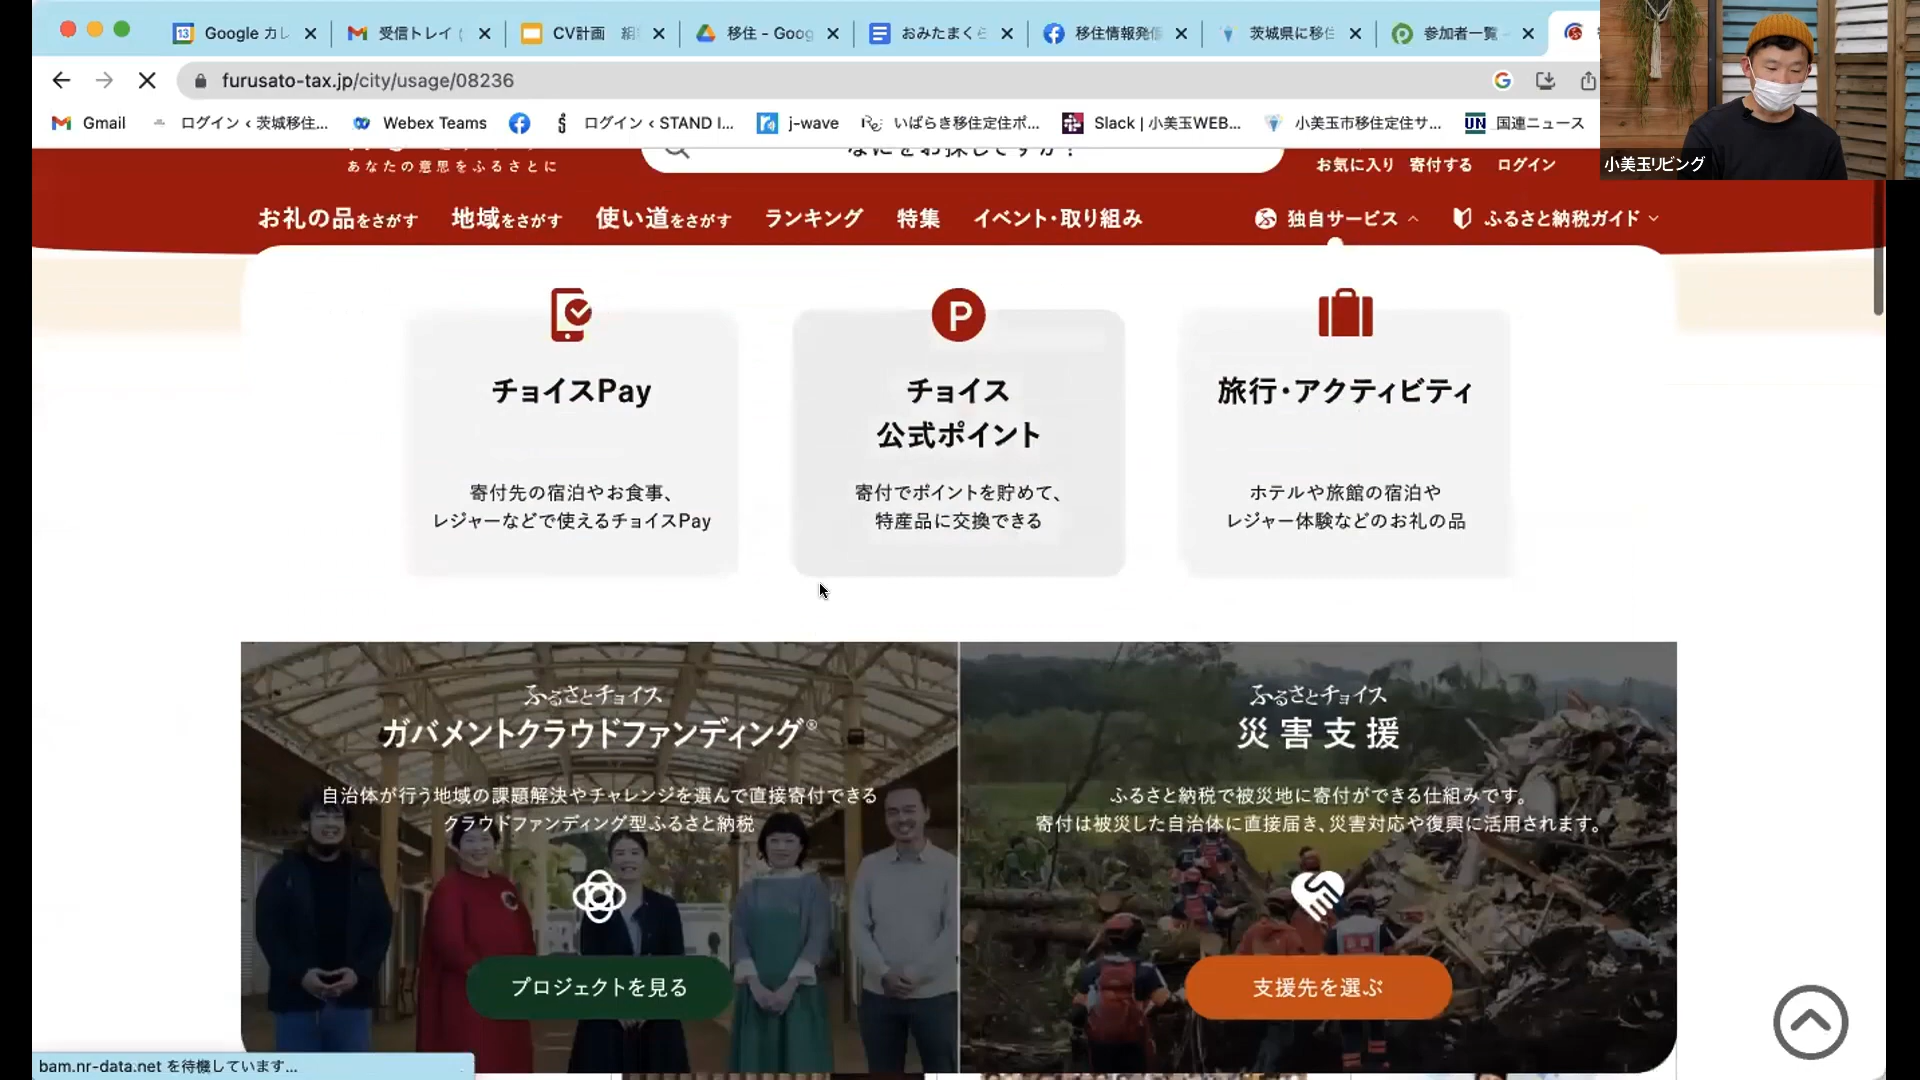 Google カレ
受信トレイ (
CV計画 組
移住 - Goog
おみたまくら
移住情報発信
茨城県に移住
参加者一覧 -
furusato-tax.jp/city/usage/08236
Gmail
ログイン ‹ 茨城移住...
Webex Teams
ログイン ‹ STAND I...
j-wave
いばらき移住定住ポ...
Slack | 小美玉WEB...
小美玉市移住定住サ...
UN 国連ニュース
小美玉リビング
あなたの意思をふるさとに
なにをお探しですか？
お気に入り
寄付する
ログイン
お礼の品をさがす
地域をさがす
使い道をさがす
ランキング
特集
イベント・取り組み
独自サービス
ふるさと納税ガイド
P
チョイスPay
寄付先の宿泊やお食事、
レジャーなどで使えるチョイスPay
チョイス
公式ポイント
寄付でポイントを貯めて、
特産品に交換できる
旅行・アクティビティ
ホテルや旅館の宿泊や
レジャー体験などのお礼の品
ふるさとチョイス
ガバメントクラウドファンディング®
自治体が行う地域の課題解決やチャレンジを選んで直接寄付できる
クラウドファンディング型ふるさと納税
プロジェクトを見る
ふるさとチョイス
災害支援
ふるさと納税で被災地に寄付ができる仕組みです。
寄付は被災した自治体に直接届き、災害対応や復興に活用されます。
支援先を選ぶ
bam.nr-data.net を待機しています...